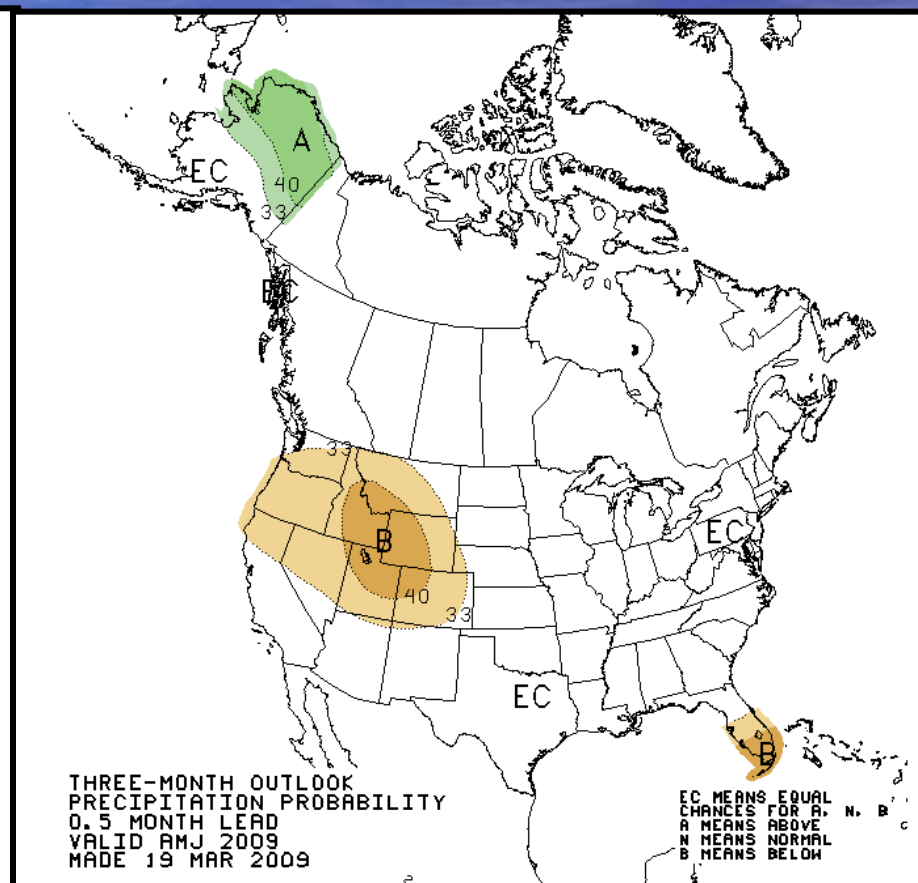 A
EC
40
33
EC
33
B
EC
40
33
EC
B
THREE-MONTH OUTLOOK
PRECIPITATION PROBABILITY
0.5 MONTH LEAD
VALID AMJ 2009
MADE 19 MAR 2009
EC MEANS EQUAL
CHANCES FOR A, N, B
A MEANS ABOVE
N MEANS NORMAL
B MEANS BELOW